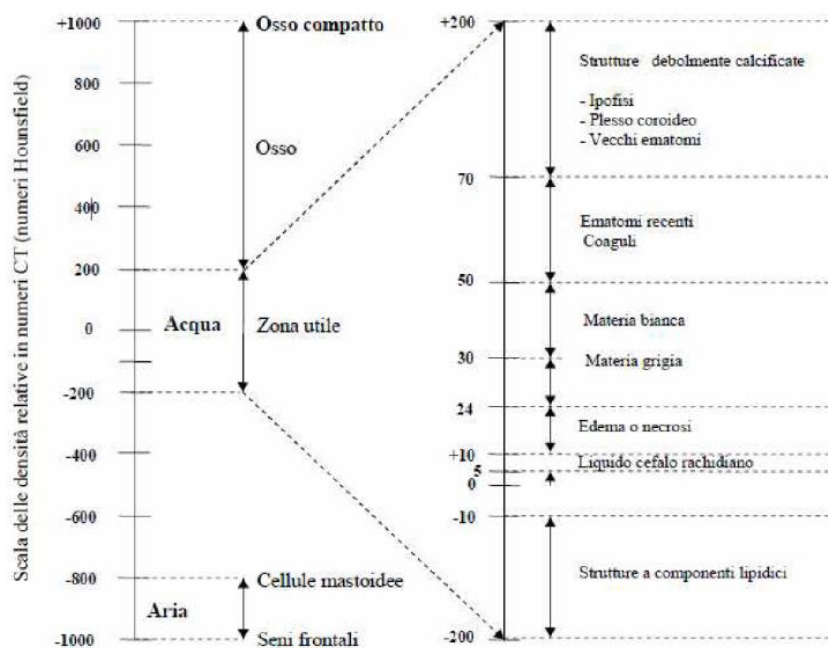 Scala delle densità relative in numeri CT (numeri Hounsfield)
+1000
800
600
400
200
0
-200
-400
-600
-800
-1000
Osso compatto
Osso
Acqua
Zona utile
Cellule mastoidee
Aria
Seni frontali
+200
70
50
30
24
+10
5
0
-10
-200
Strutture debolmente calcificate
- Ipofisi
- Plesso coroideo
- Vecchi ematomi
Ematomi recenti
Coaguli
Materia bianca
Materia grigia
Edema o necrosi
Liquido cefalo rachidiano
Strutture a componenti lipidici